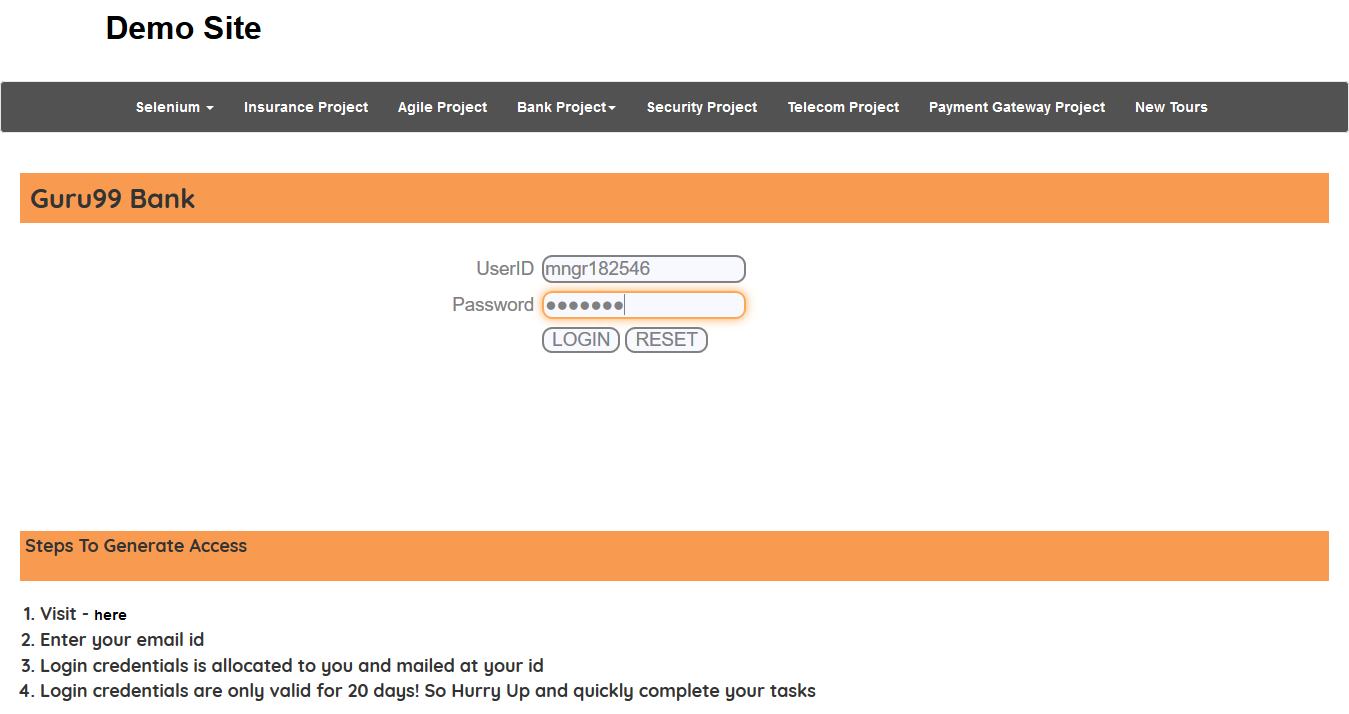 Demo Site
Selenium Insurance Project Agile Project Bank Project Security Project Telecom Project Payment Gateway Project New Tours
Guru99 Bank
UserID mngr182546
Password •••••••
LOGIN RESET
Steps To Generate Access
1. Visit - here
2. Enter your email id
3. Login credentials is allocated to you and mailed at your id
4. Login credentials are only valid for 20 days! So Hurry Up and quickly complete your tasks